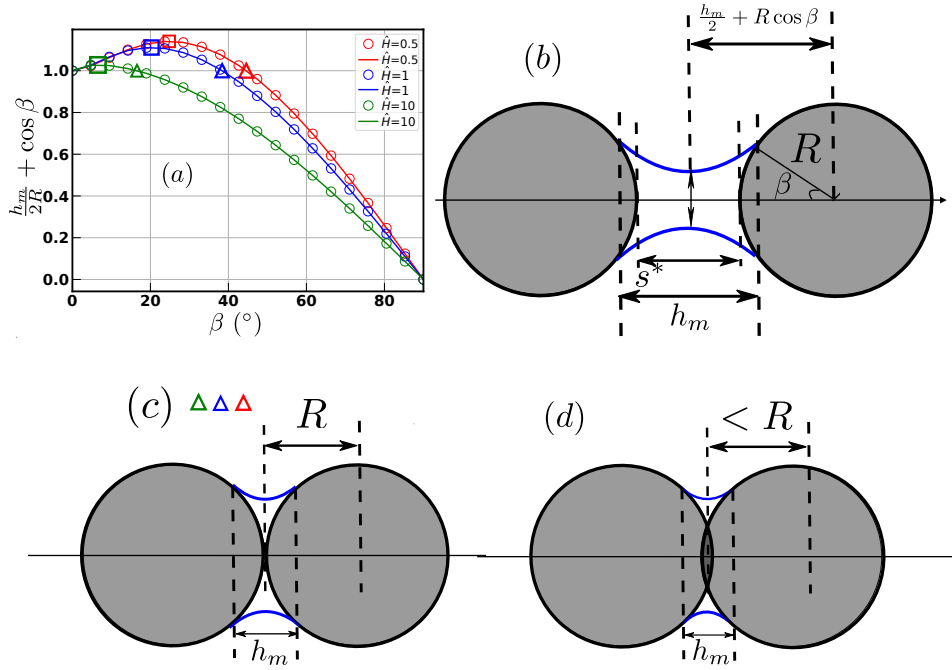 (a)
h_m/2R + cos β
1.0
0.8
0.6
0.4
0.2
0.0
0
20
40
60
80
β (°)
Ĥ=0.5
Ĥ=0.5
Ĥ=1
Ĥ=1
Ĥ=10
Ĥ=10
(b)
h_m/2 + R cos β
R
β
s*
h_m
(c)
R
h_m
(d)
< R
h_m